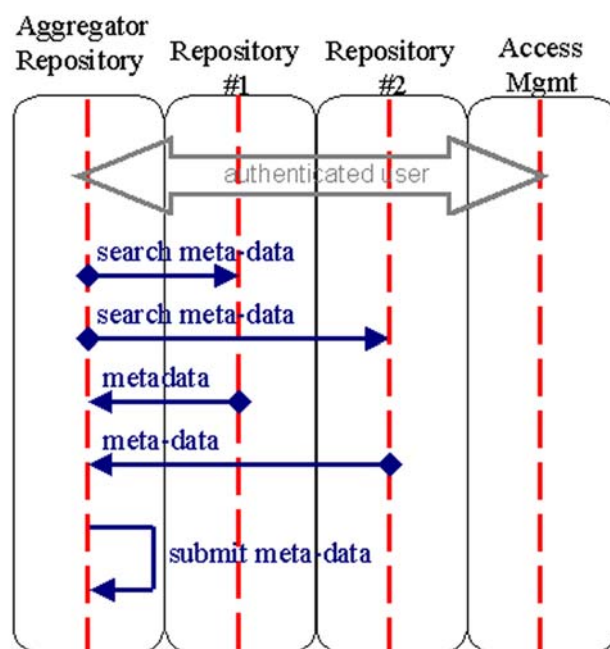 Aggregator
Repository
Repository
#1
Repository
#2
Access
Mgmt
authenticated user
search meta-data
search meta-data
metadata
meta-data
submit meta-data